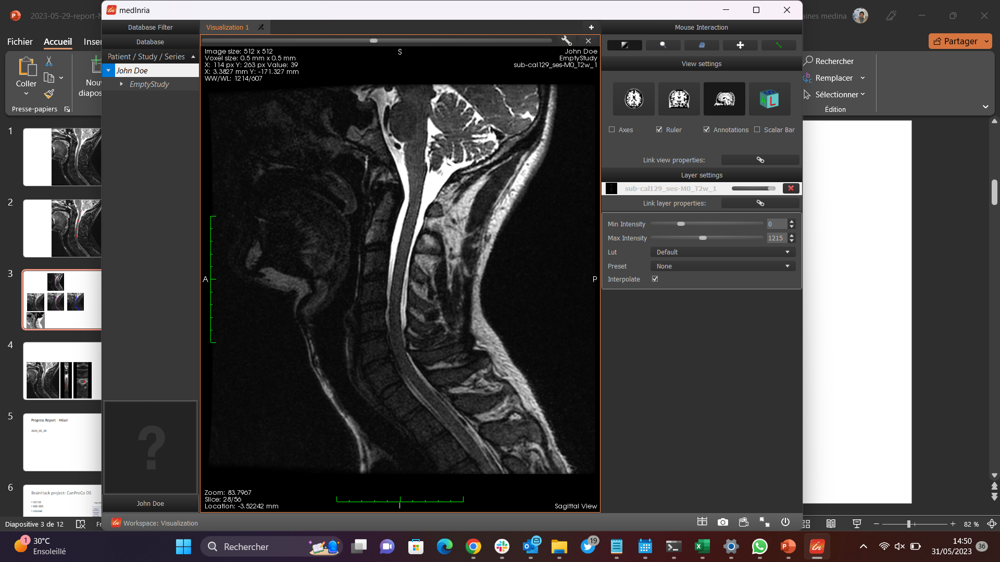 2023-05-29-report-N
medInria
aines medina
Fichier
Accueil
Inser
Partager
Coller
Nouv
diapos
Presse-papiers
Rechercher
Remplacer
Sélectionner
Édition
Database Filter
Database
Patient / Study / Series
John Doe
EmptyStudy
Visualization 1
Image size: 512 x 512
Voxel size: 0.5 mm x 0.5 mm
X: 114 px Y: 263 px Value: 39
X: 3.3827 mm Y: -171.327 mm
WW/WL: 1214/607
S
John Doe
EmptyStudy
sub-cal129_ses-M0_T2w_1
A
P
Zoom: 83.7967
Slice: 28/56
Location: -3.52242 mm
I
Sagittal View
Mouse Interaction
View settings
Axes
Ruler
Annotations
Scalar Bar
Link view properties:
Layer settings
sub-cal129_ses-M0_T2w_1
Link layer properties:
Min Intensity
0
Max Intensity
1215
Lut
Default
Preset
None
Interpolate
1
2
3
4
5
Progress Report - Nilser
2023_05_29
6
BrainHack project: CanProCo DS
• HC=52
• MS=393
• nnUnet
?
John Doe
Workspace: Visualization
Diapositive 3 de 12
Fr
82 %
1
30°C
Ensoleillé
Rechercher
19
14:50
31/05/2023
36